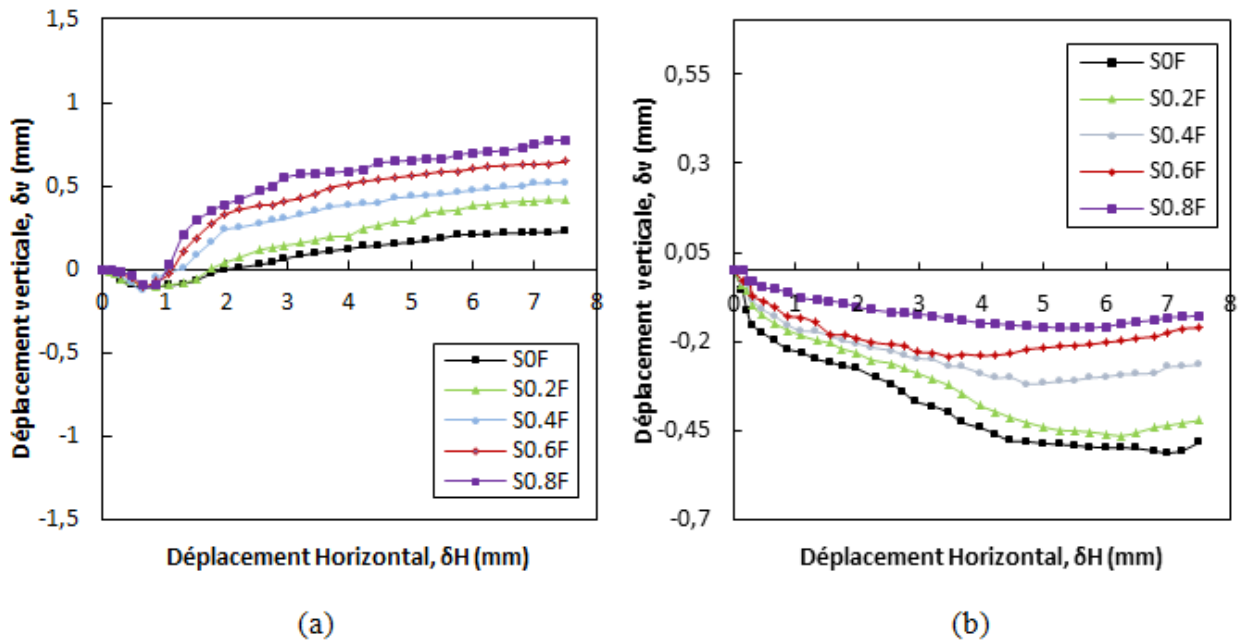 1,5
1
0,5
0
-0,5
-1
-1,5
0 1 2 3 4 5 6 7 8
Déplacement verticale, δv (mm)
Déplacement Horizontal, δH (mm)
S0F
S0.2F
S0.4F
S0.6F
S0.8F
(a)
0,55
0,3
0,05
-0,2
-0,45
-0,7
0 1 2 3 4 5 6 7 8
Déplacement verticale, δv (mm)
Déplacement Horizontal, δH (mm)
S0F
S0.2F
S0.4F
S0.6F
S0.8F
(b)